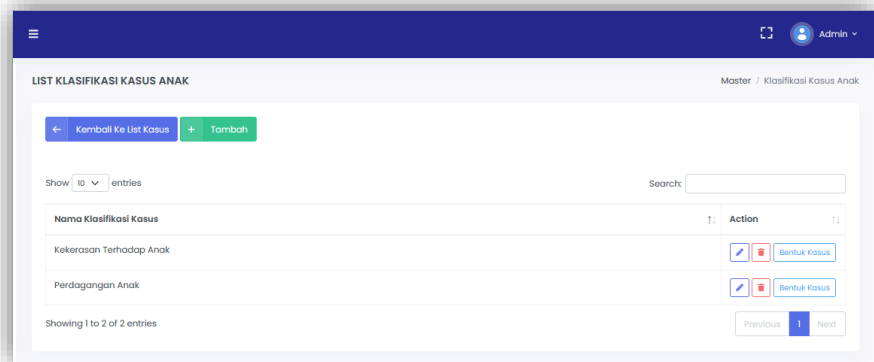 Admin
LIST KLASIFIKASI KASUS ANAK
Master / Klasifikasi Kasus Anak
Kembali Ke List Kasus
+ Tambah
Show 10 entries
Search:
Nama Klasifikasi Kasus
Action
Kekerasan Terhadap Anak
Bentuk Kasus
Perdagangan Anak
Bentuk Kasus
Showing 1 to 2 of 2 entries
Previous 1 Next